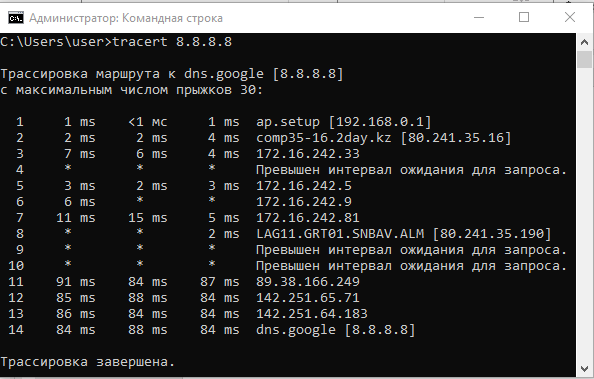 Администратор: Командная строка
C:\Users\user>tracert 8.8.8.8
Трассировка маршрута к dns.google [8.8.8.8]
с максимальным числом прыжков 30:
1 1 ms <1 мс 1 ms ap.setup [192.168.0.1]
2 2 ms 2 ms 4 ms comp35-16.2day.kz [80.241.35.16]
3 7 ms 6 ms 4 ms 172.16.242.33
4 * * * Превышен интервал ожидания для запроса.
5 3 ms 2 ms 3 ms 172.16.242.5
6 6 ms * * 172.16.242.9
7 11 ms 15 ms 5 ms 172.16.242.81
8 * * 2 ms LAG11.GRT01.SNBAV.ALM [80.241.35.190]
9 * * * Превышен интервал ожидания для запроса.
10 * * * Превышен интервал ожидания для запроса.
11 91 ms 84 ms 87 ms 89.38.166.249
12 85 ms 88 ms 84 ms 142.251.65.71
13 86 ms 84 ms 84 ms 142.251.64.183
14 84 ms 88 ms 84 ms dns.google [8.8.8.8]
Трассировка завершена.